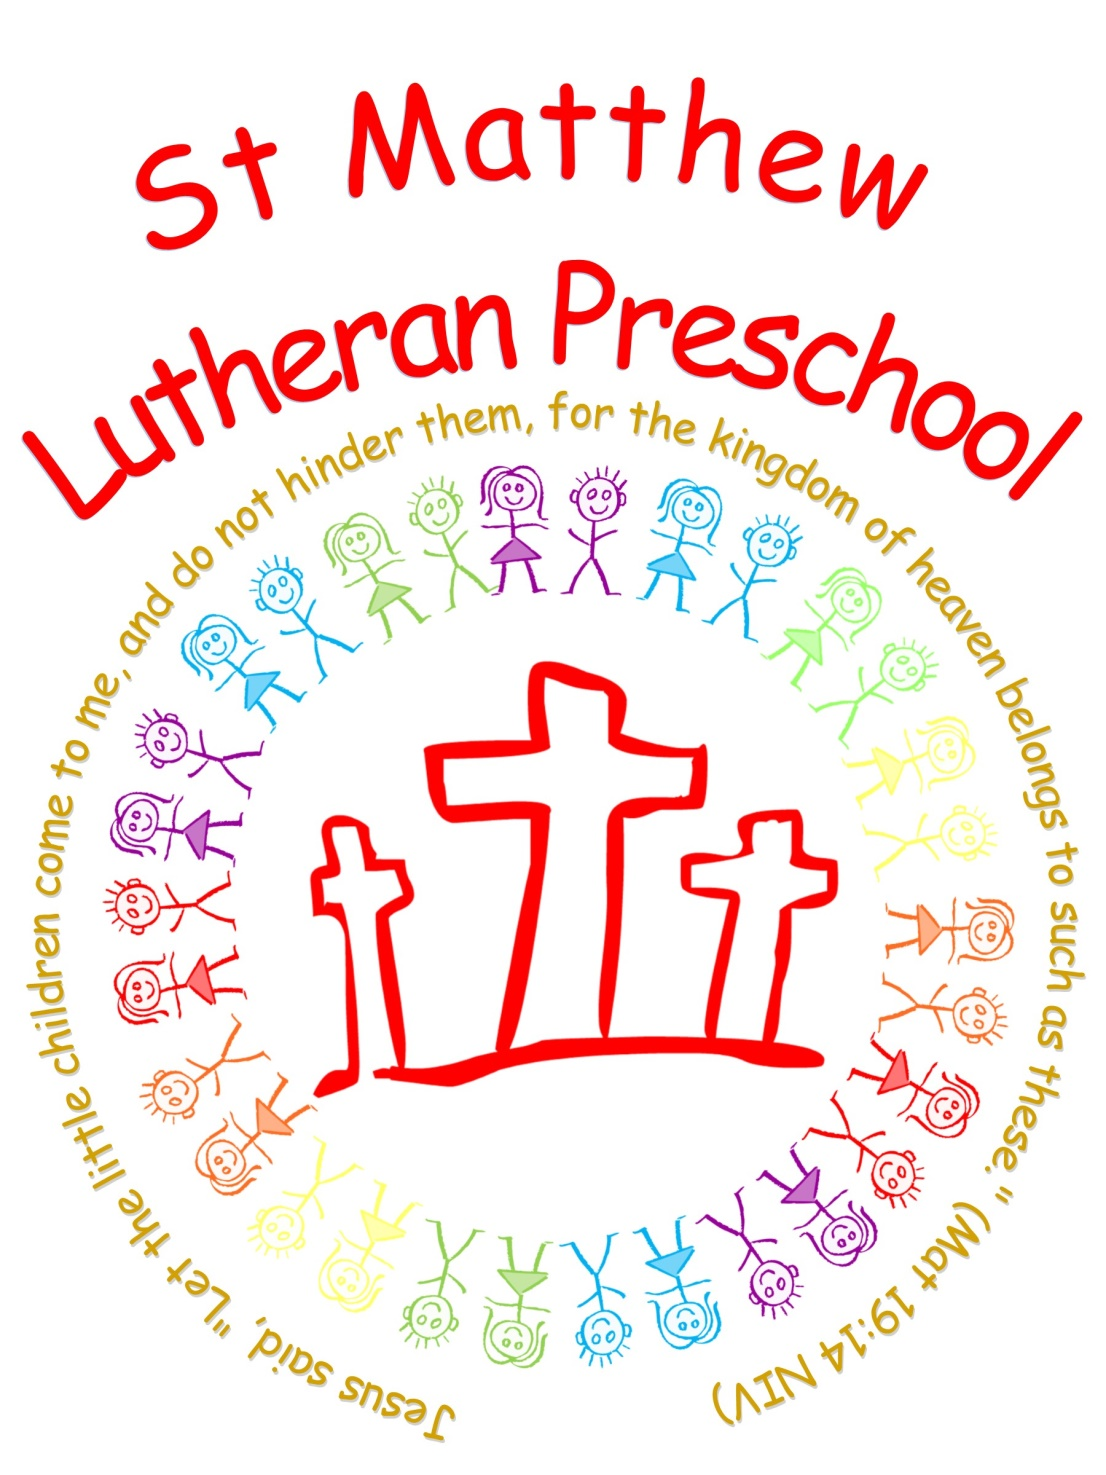 St Matthew
Lutheran Preschool
Jesus said, "Let the little children come to me, and do not hinder them, for the kingdom of heaven belongs to such as these." (Mat 19:14 NIV)